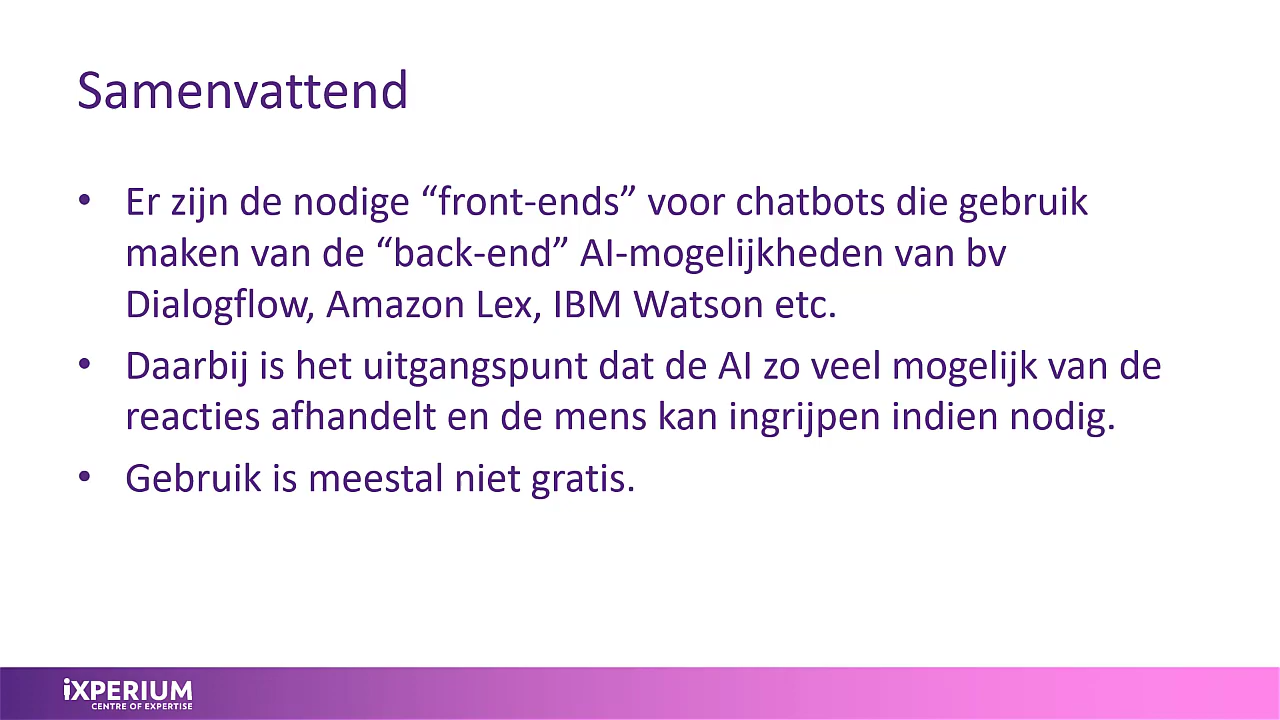 Samenvattend
• Er zijn de nodige “front-ends” voor chatbots die gebruik
maken van de “back-end” AI-mogelijkheden van bv
Dialogflow, Amazon Lex, IBM Watson etc.
• Daarbij is het uitgangspunt dat de AI zo veel mogelijk van de
reacties afhandelt en de mens kan ingrijpen indien nodig.
• Gebruik is meestal niet gratis.
iXPERIUM
CENTRE OF EXPERTISE